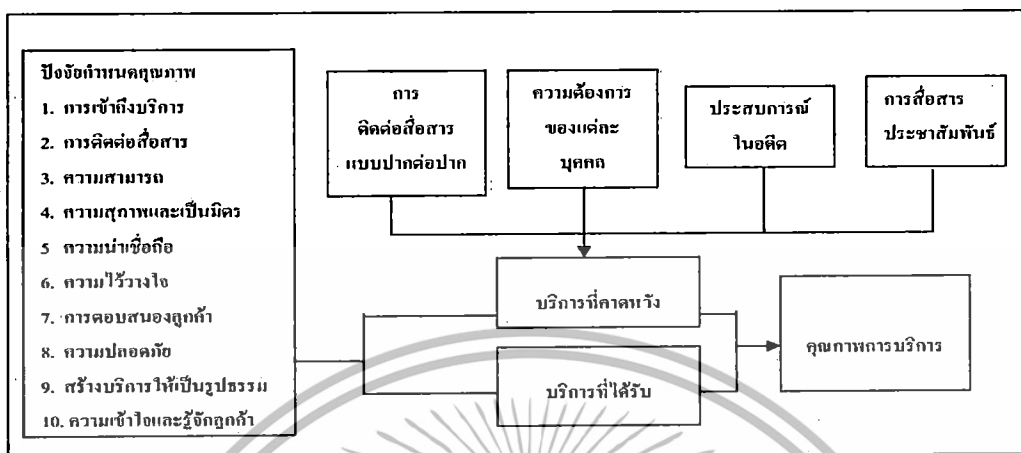 ปัจจัยกำหนดคุณภาพ
1. การเข้าถึงบริการ
2. การติดต่อสื่อสาร
3. ความสามารถ
4. ความสุภาพและเป็นมิตร
5 ความน่าเชื่อถือ
6. ความไว้วางใจ
7. การตอบสนองลูกค้า
8. ความปลอดภัย
9. สร้างบริการให้เป็นรูปธรรม
10. ความเข้าใจและรู้จักลูกค้า
การ
ติดต่อสื่อสาร
แบบปากต่อปาก
ความต้องการ
ของแต่ละ
บุคคล
ประสบการณ์
ในอดีต
การสื่อสาร
ประชาสัมพันธ์
บริการที่คาดหวัง
บริการที่ได้รับ
คุณภาพการบริการ